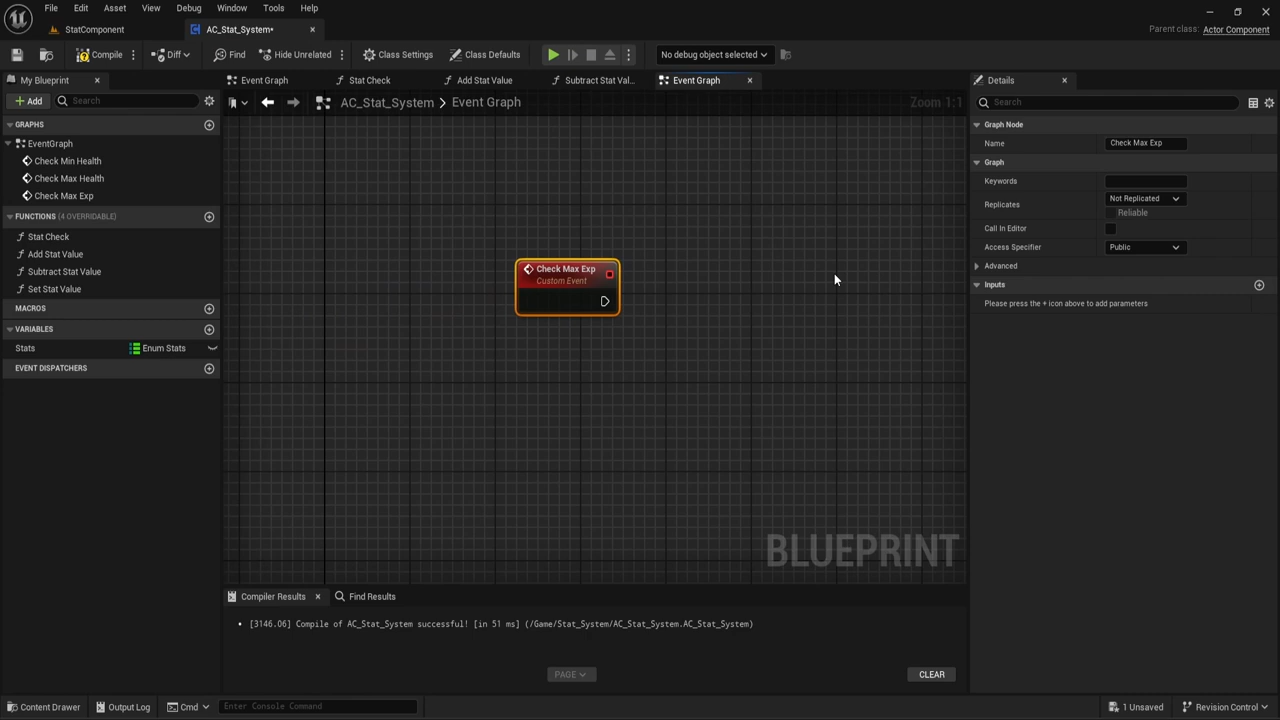 File Edit Asset View Debug Window Tools Help
StatComponent
AC_Stat_System•
Parent class: Actor Component
Compile
Diff
Find
Hide Unrelated
Class Settings
Class Defaults
No debug object selected
My Blueprint
Event Graph
Stat Check
Add Stat Value
Subtract Stat Val...
Event Graph
Details
Add
Search
AC_Stat_System > Event Graph
Zoom 1:1
Search
GRAPHS
EventGraph
Check Min Health
Check Max Health
Check Max Exp
FUNCTIONS (4 OVERRIDABLE)
Stat Check
Add Stat Value
Subtract Stat Value
Set Stat Value
MACROS
VARIABLES
Stats
Enum Stats
EVENT DISPATCHERS
Check Max Exp
Custom Event
BLUEPRINT
Graph Node
Name
Check Max Exp
Graph
Keywords
Replicates
Not Replicated
Reliable
Call In Editor
Access Specifier
Public
Advanced
Inputs
Please press the + icon above to add parameters
Compiler Results
Find Results
• [3146.06] Compile of AC_Stat_System successful! [in 51 ms] (/Game/Stat_System/AC_Stat_System.AC_Stat_System)
PAGE
CLEAR
Content Drawer
Output Log
Cmd
Enter Console Command
1 Unsaved
Revision Control